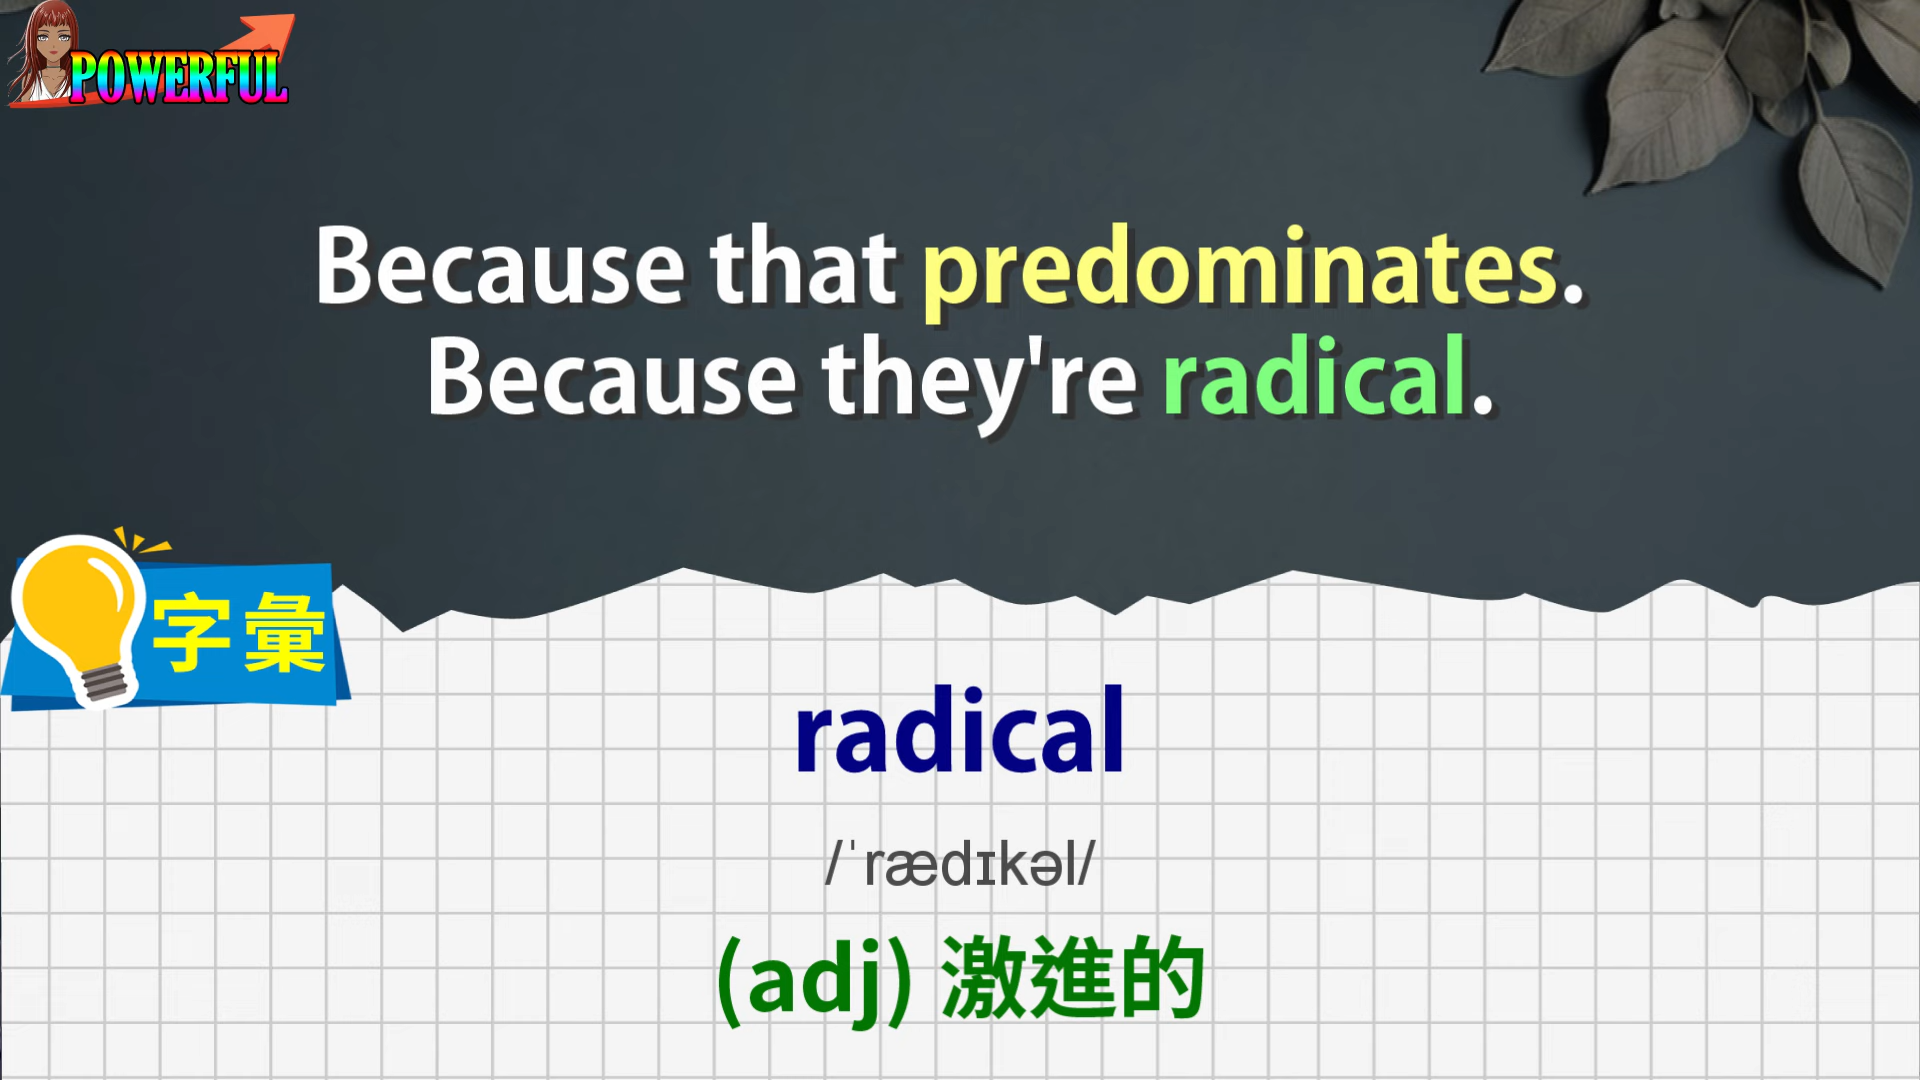 POWERFUL
Because that predominates.
Because they're radical.
字彙
radical
/ˈrædɪkəl/
(adj) 激進的